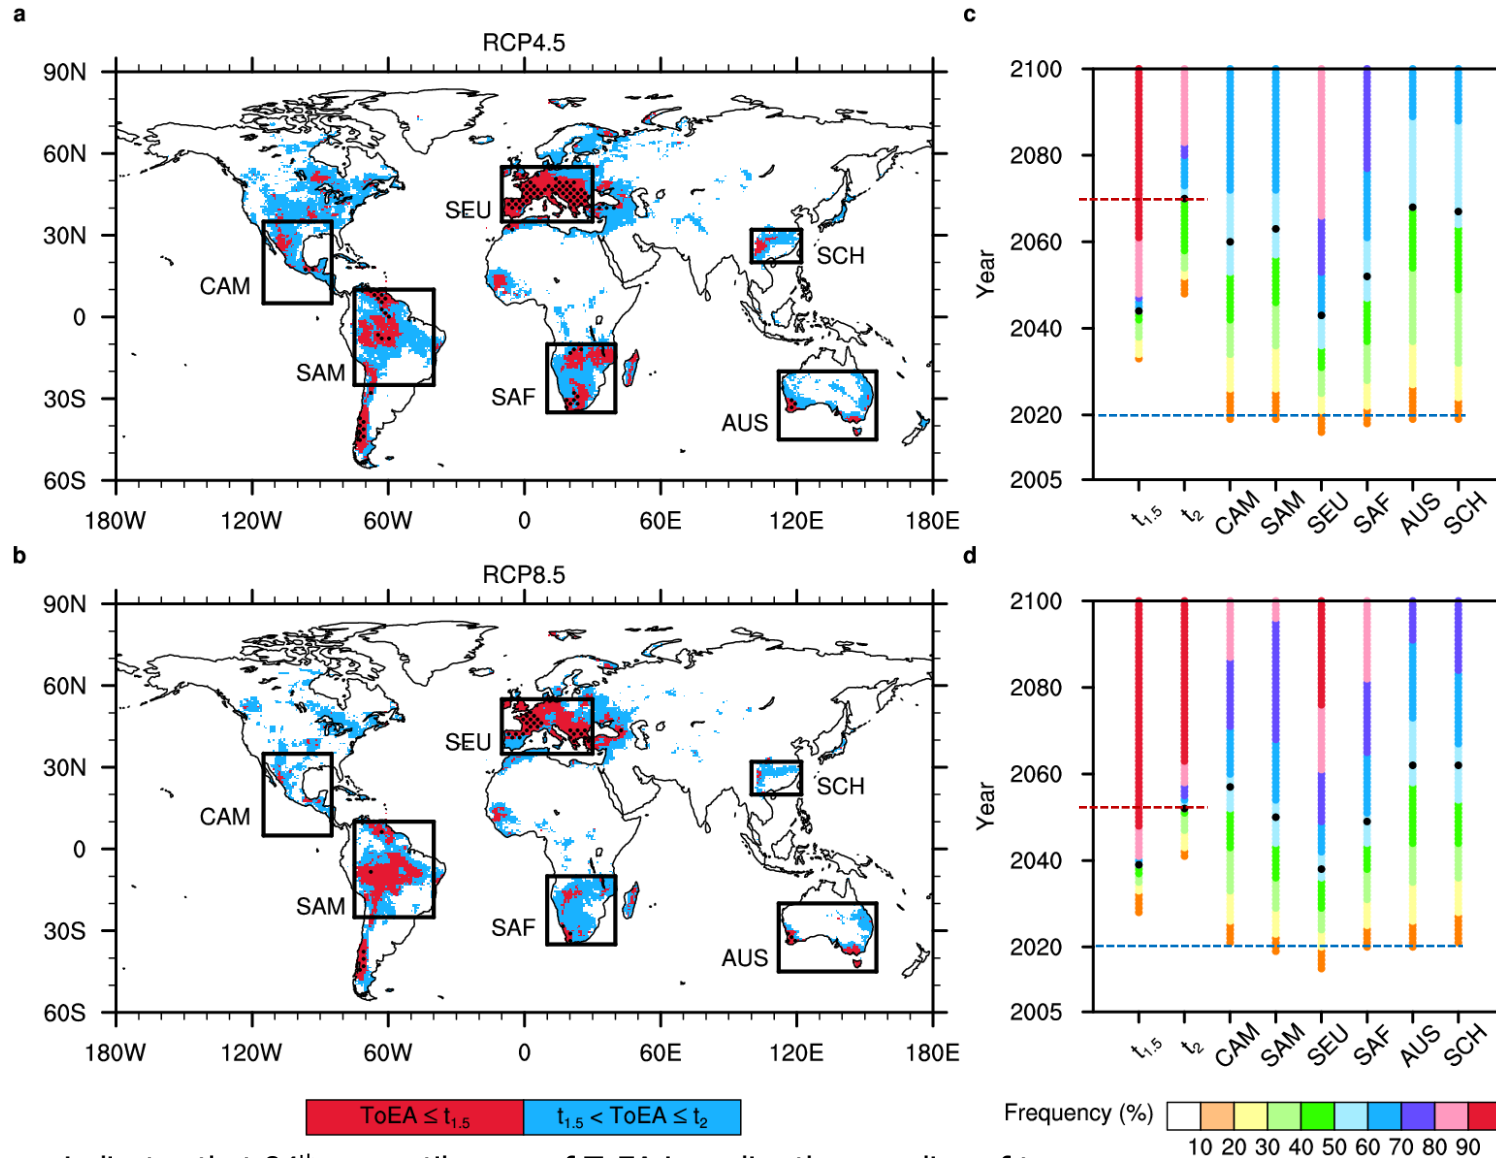 a
RCP4.5
90N
60N
30N
0
30S
60S
180W 120W 60W 0 60E 120E 180E
SEU
CAM
SCH
SAM
SAF
AUS
c
Year
2100
2080
2060
2040
2020
2005
t1.5 t2 CAM SAM SEU SAF AUS SCH
b
RCP8.5
90N
60N
30N
0
30S
60S
180W 120W 60W 0 60E 120E 180E
SEU
CAM
SCH
SAM
SAF
AUS
d
Year
2100
2080
2060
2040
2020
2005
t1.5 t2 CAM SAM SEU SAF AUS SCH
ToEA ≤ t1.5
t1.5 < ToEA ≤ t2
Frequency (%)
10 20 30 40 50 60 70 80 90